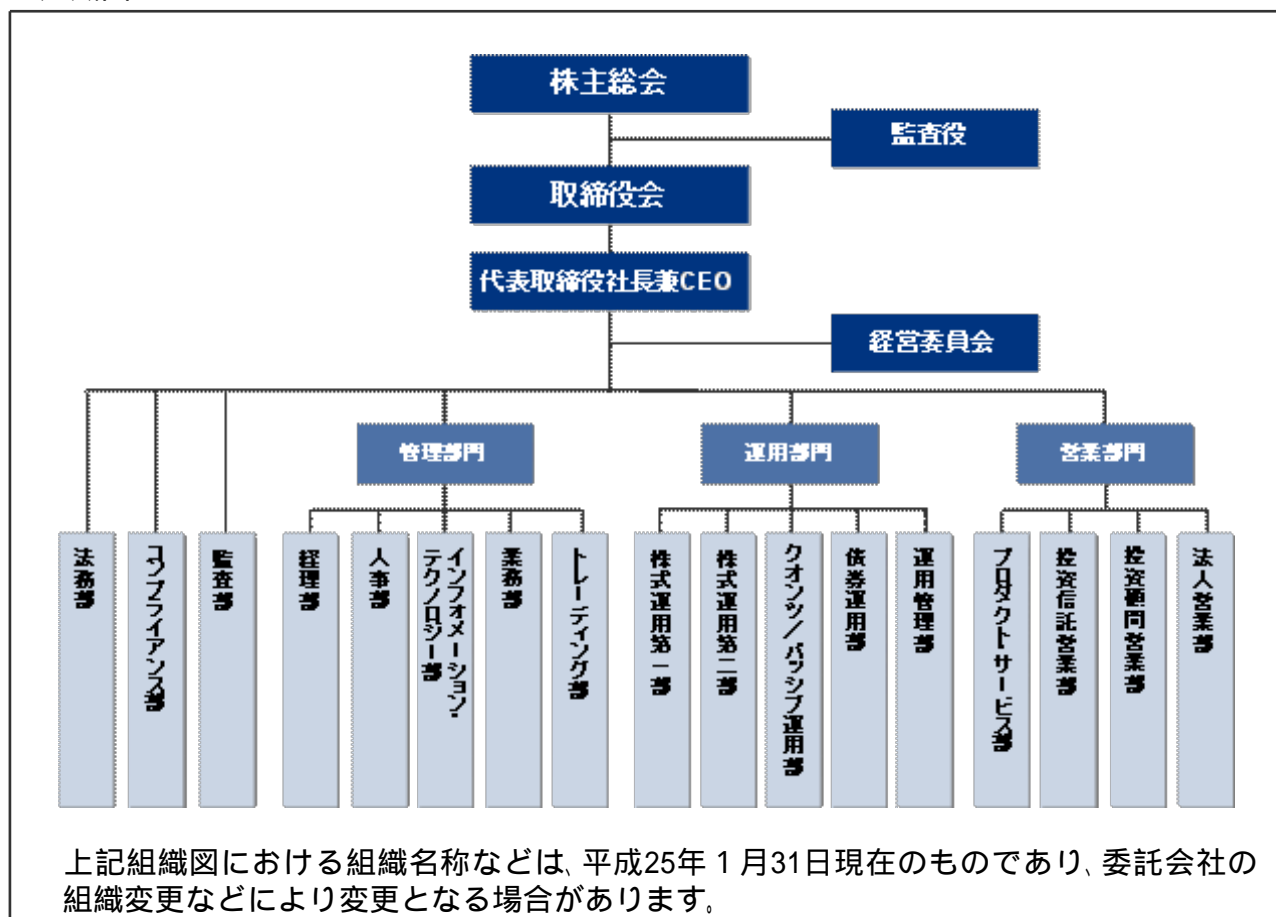 株主総会
監査役
取締役会
代表取締役社長兼CEO
経営委員会
管理部門
運用部門
営業部門
法務部
コンプライアンス部
監査部
経理部
人事部
インフォメーション・
テクノロジー部
業務部
トレーディング部
株式運用第一部
株式運用第二部
クオンツ/パッシブ運用部
債券運用部
運用管理部
プロダクト・サービス部
投資信託営業部
投資顧問営業部
法人営業部
上記組織図における組織名称などは、平成25年1月31日現在のものであり、委託会社の
組織変更などにより変更となる場合があります。